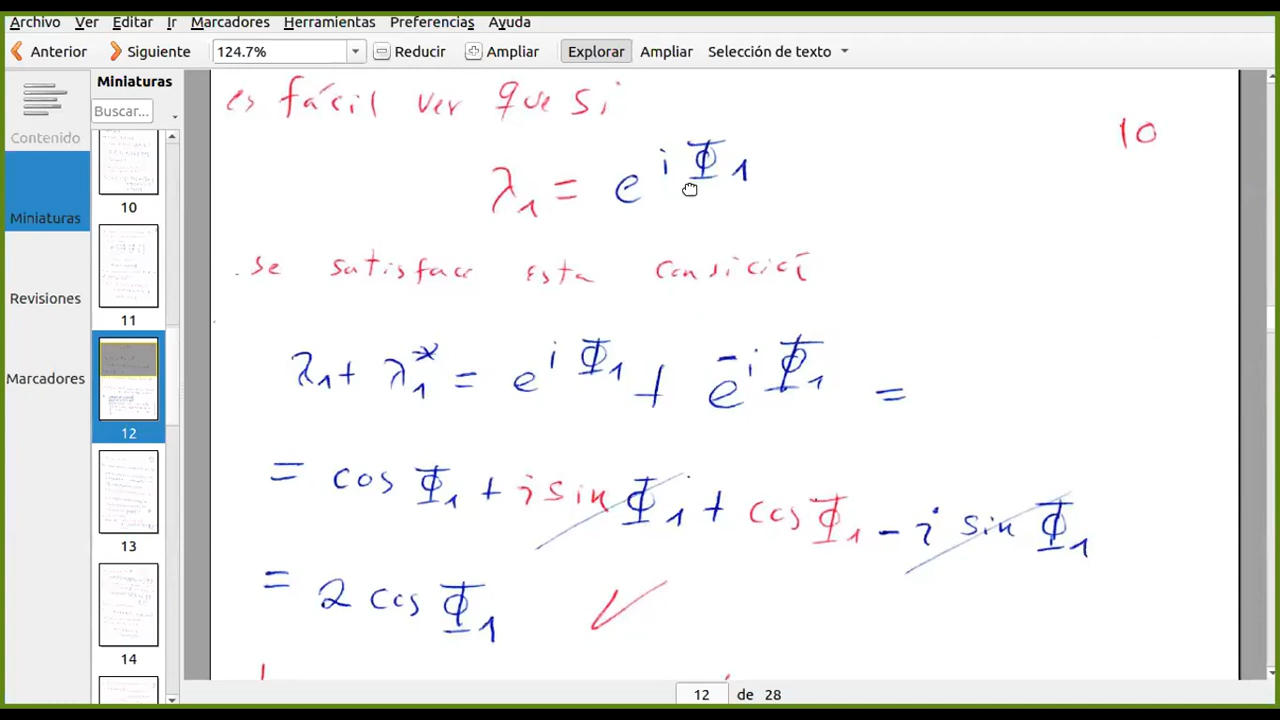 Archivo Ver Editar Ir Marcadores Herramientas Preferencias Ayuda
Anterior Siguiente 124.7% Reducir Ampliar Explorar Ampliar Selección de texto
Contenido
Miniaturas
Revisiones
Marcadores
Miniaturas
Buscar...
10
11
12
13
14
es fácil ver que si
10
λ₁ = e^{iΦ₁}
se satisface esta
λ₁ + λ₁* = e^{iΦ₁} + e^{-iΦ₁} =
= cos Φ₁ + i sin Φ₁ + cos Φ₁ - i sin Φ₁
= 2 cos Φ₁ ✓
12 de 28